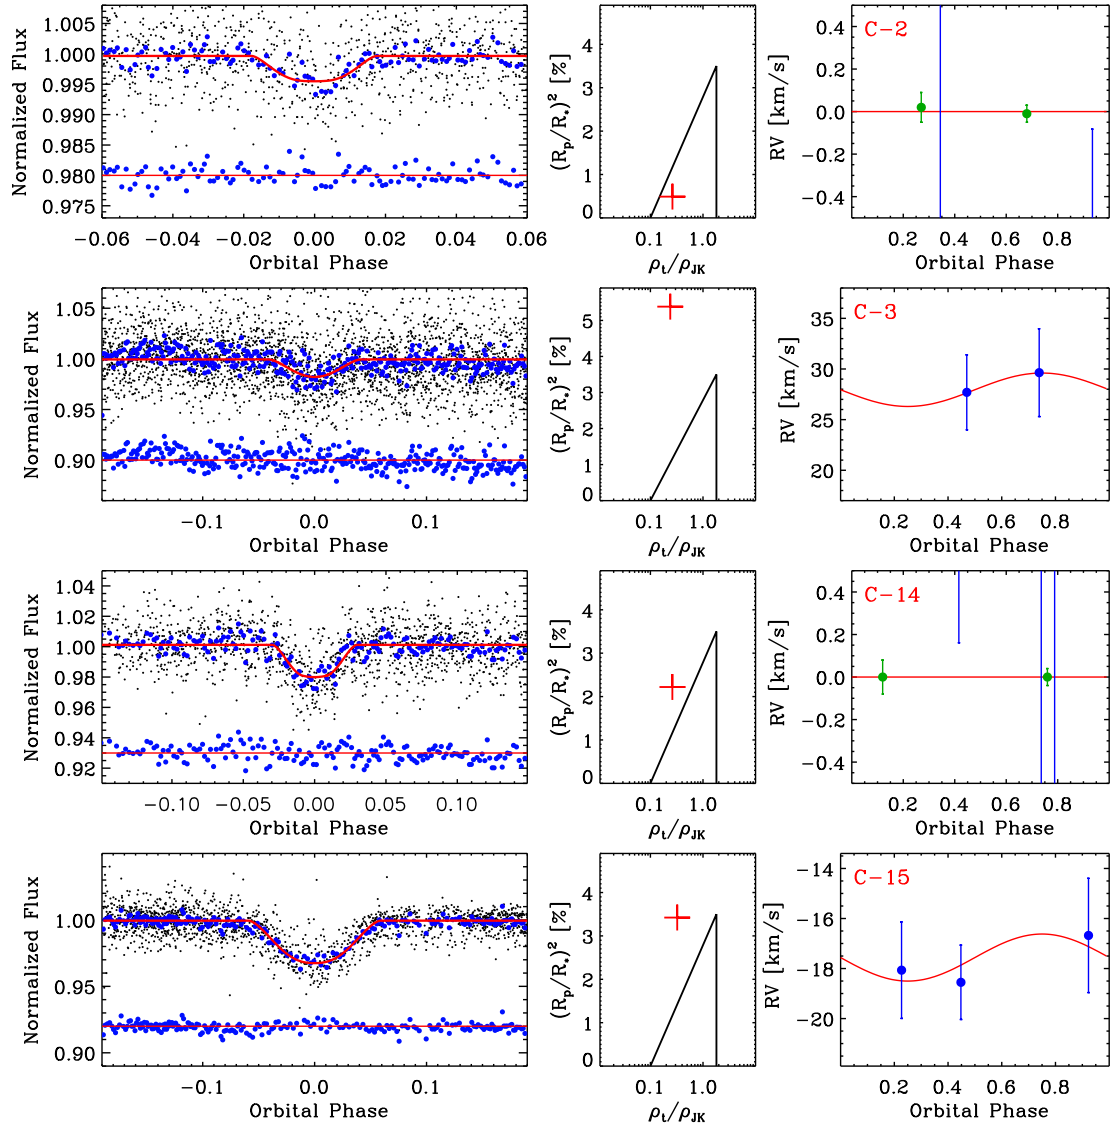 1.005
1.000
0.995
0.990
0.985
0.980
0.975
Normalized Flux
-0.06 -0.04 -0.02 0.00 0.02 0.04 0.06
Orbital Phase
4
3
2
1
0
(Rp/R*)² [%]
0.1 1.0
ρt/ρJK
0.4
0.2
0.0
-0.2
-0.4
RV [km/s]
C-2
0.2 0.4 0.6 0.8
Orbital Phase
1.05
1.00
0.95
0.90
Normalized Flux
-0.1 0.0 0.1
Orbital Phase
5
4
3
2
1
0
(Rp/R*)² [%]
0.1 1.0
ρt/ρJK
35
30
25
20
RV [km/s]
C-3
0.2 0.4 0.6 0.8
Orbital Phase
1.04
1.02
1.00
0.98
0.96
0.94
0.92
Normalized Flux
-0.10 -0.05 0.00 0.05 0.10
Orbital Phase
4
3
2
1
0
(Rp/R*)² [%]
0.1 1.0
ρt/ρJK
0.4
0.2
0.0
-0.2
-0.4
RV [km/s]
C-14
0.2 0.4 0.6 0.8
Orbital Phase
1.00
0.95
0.90
Normalized Flux
-0.1 0.0 0.1
Orbital Phase
4
3
2
1
0
(Rp/R*)² [%]
0.1 1.0
ρt/ρJK
-14
-16
-18
-20
RV [km/s]
C-15
0.2 0.4 0.6 0.8
Orbital Phase